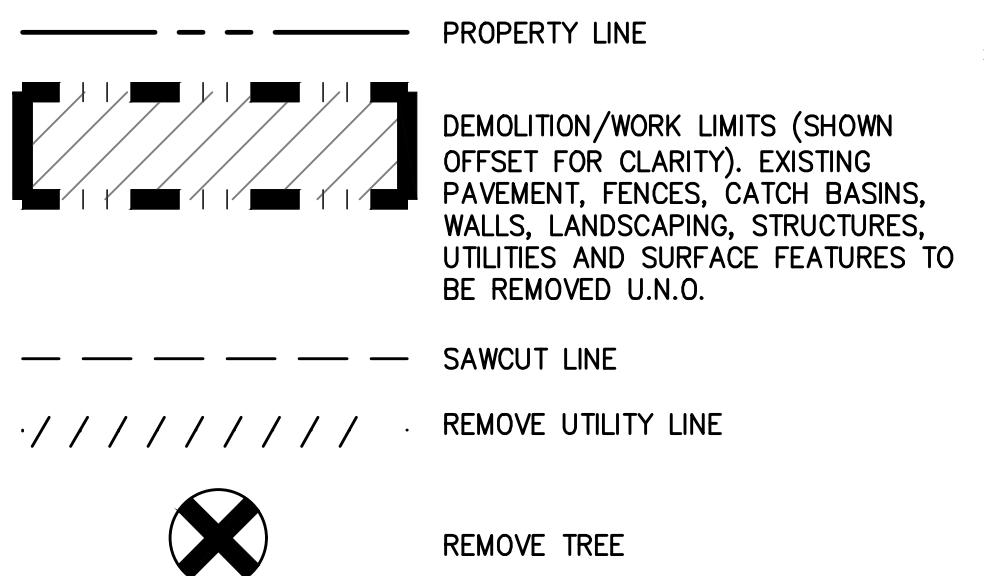 PROPERTY LINE
DEMOLITION/WORK LIMITS (SHOWN
OFFSET FOR CLARITY). EXISTING
PAVEMENT, FENCES, CATCH BASINS,
WALLS, LANDSCAPING, STRUCTURES,
UTILITIES AND SURFACE FEATURES TO
BE REMOVED U.N.O.
SAWCUT LINE
REMOVE UTILITY LINE
REMOVE TREE